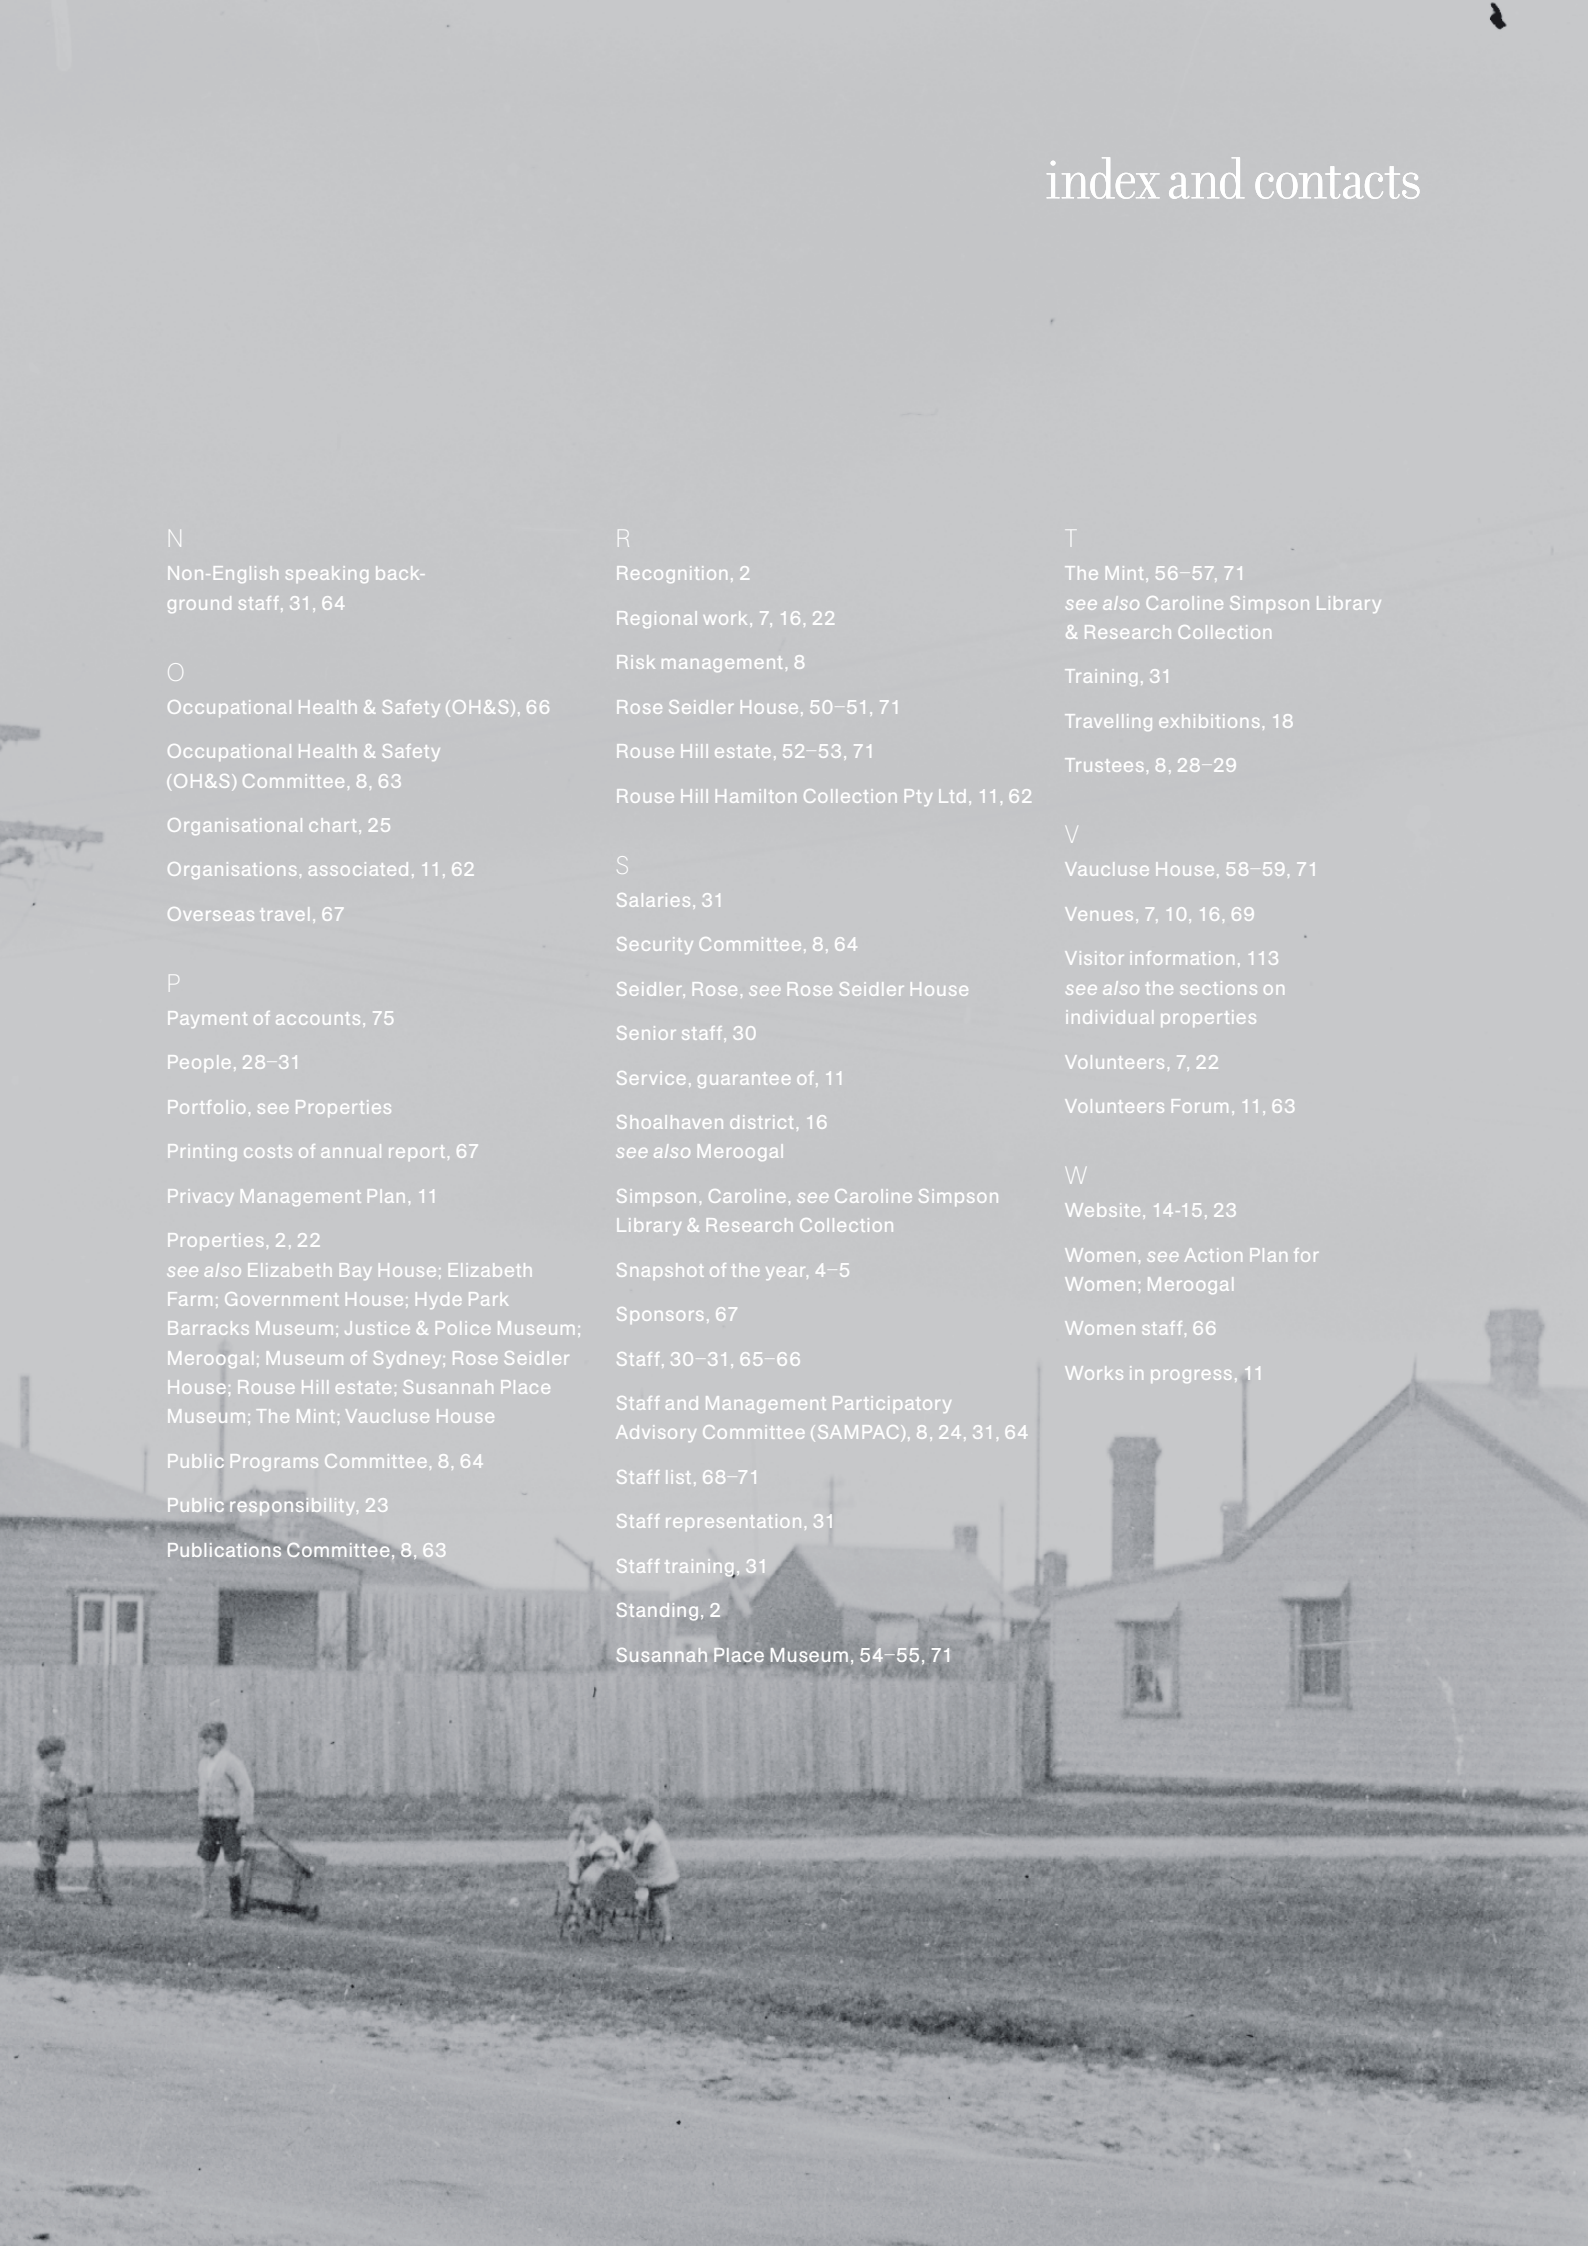 index and contacts
N
Non-English speaking back-
ground staff, 31, 64
O
Occupational Health & Safety (OH&S), 66
Occupational Health & Safety
(OH&S) Committee, 8, 63
Organisational chart, 25
Organisations, associated, 11, 62
Overseas travel, 67
P
Payment of accounts, 75
People, 28–31
Portfolio, see Properties
Printing costs of annual report, 67
Privacy Management Plan, 11
Properties, 2, 22
see also Elizabeth Bay House; Elizabeth
Farm; Government House; Hyde Park
Barracks Museum; Justice & Police Museum;
Meroogal; Museum of Sydney; Rose Seidler
House; Rouse Hill estate; Susannah Place
Museum; The Mint; Vaucluse House
Public Programs Committee, 8, 64
Public responsibility, 23
Publications Committee, 8, 63
R
Recognition, 2
Regional work, 7, 16, 22
Risk management, 8
Rose Seidler House, 50–51, 71
Rouse Hill estate, 52–53, 71
Rouse Hill Hamilton Collection Pty Ltd, 11, 62
S
Salaries, 31
Security Committee, 8, 64
Seidler, Rose, see Rose Seidler House
Senior staff, 30
Service, guarantee of, 11
Shoalhaven district, 16
see also Meroogal
Simpson, Caroline, see Caroline Simpson
Library & Research Collection
Snapshot of the year, 4–5
Sponsors, 67
Staff, 30–31, 65–66
Staff and Management Participatory
Advisory Committee (SAMPAC), 8, 24, 31, 64
Staff list, 68–71
Staff representation, 31
Staff training, 31
Standing, 2
Susannah Place Museum, 54–55, 71
T
The Mint, 56–57, 71
see also Caroline Simpson Library
& Research Collection
Training, 31
Travelling exhibitions, 18
Trustees, 8, 28–29
V
Vaucluse House, 58–59, 71
Venues, 7, 10, 16, 69
Visitor information, 113
see also the sections on
individual properties
Volunteers, 7, 22
Volunteers Forum, 11, 63
W
Website, 14-15, 23
Women, see Action Plan for
Women; Meroogal
Women staff, 66
Works in progress, 11